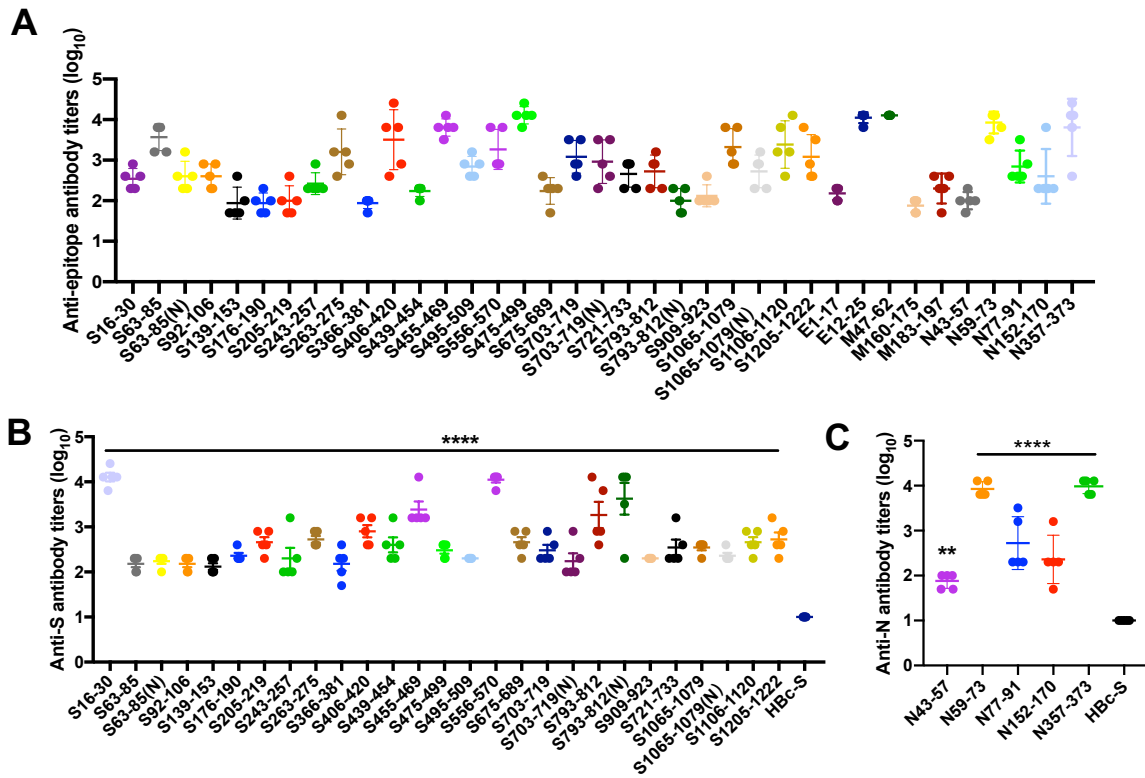 A
Anti-epitope antibody titers (log10)
5
4
3
2
1
0
S16-30
S63-85
S63-85(N)
S92-106
S139-153
S176-190
S205-219
S243-257
S263-275
S366-381
S406-420
S439-454
S455-469
S495-509
S556-570
S475-499
S675-689
S703-719
S703-719(N)
S721-733
S793-812
S793-812(N)
S909-923
S1065-1079
S1065-1079(N)
S1106-1120
S1205-1222
E1-17
E12-25
M47-62
M160-175
M183-197
N43-57
N59-73
N77-91
N152-170
N357-373
B
Anti-S antibody titers (log10)
5
4
3
2
1
0
****
S16-30
S63-85
S63-85(N)
S92-106
S139-153
S176-190
S205-219
S243-257
S263-275
S366-381
S406-420
S439-454
S455-469
S475-499
S495-509
S556-570
S675-689
S703-719
S703-719(N)
S793-812
S793-812(N)
S909-923
S721-733
S1065-1079
S1065-1079(N)
S1106-1120
S1205-1222
HBc-S
C
Anti-N antibody titers (log10)
5
4
3
2
1
0
**
****
N43-57
N59-73
N77-91
N152-170
N357-373
HBc-S